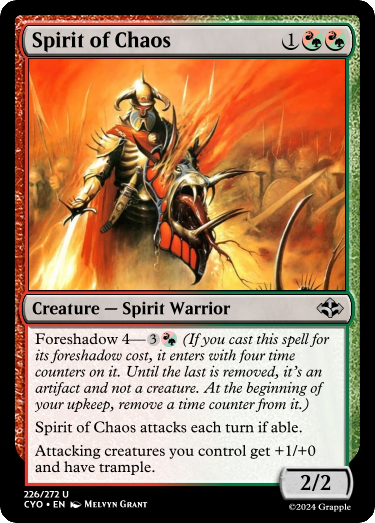 Spirit of Chaos 1
Creature — Spirit Warrior
Foreshadow 4—3 (If you cast this spell for
its foreshadow cost, it enters with four time
counters on it. Until the last is removed, it's an
artifact and not a creature. At the beginning of
your upkeep, remove a time counter from it.)
Spirit of Chaos attacks each turn if able.
Attacking creatures you control get +1/+0
and have trample.
2/2
226/272 U
CYO • EN Melvyn Grant
©2024 Grapple